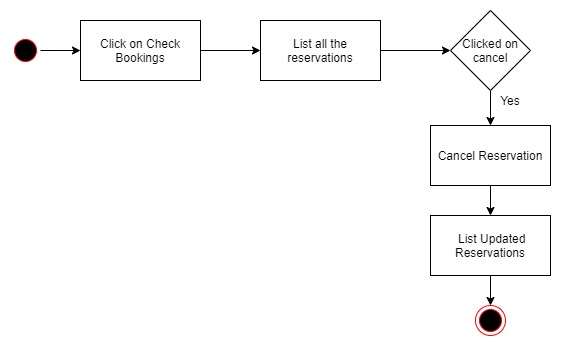 Click on Check
Bookings
List all the
reservations
Clicked on
cancel
Yes
Cancel Reservation
List Updated
Reservations